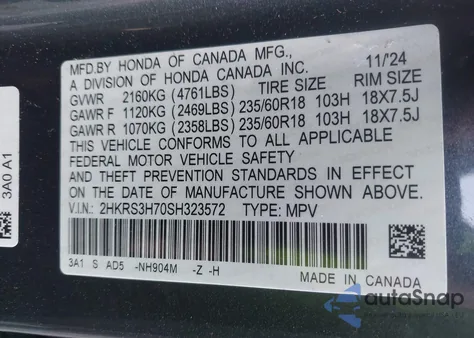 MFD.BY HONDA OF CANADA MFG., 11/24
A DIVISION OF HONDA CANADA INC.
TIRE SIZE RIM SIZE
GVWR 2160KG (4761LBS)
GAWR F 1120KG (2469LBS) 235/60R18 103H 18X7.5J
GAWR R 1070KG (2358LBS) 235/60R18 103H 18X7.5J
THIS VEHICLE CONFORMS TO ALL APPLICABLE
FEDERAL MOTOR VEHICLE SAFETY
AND THEFT PREVENTION STANDARDS IN EFFECT
ON THE DATE OF MANUFACTURE SHOWN ABOVE.
V.I.N.: 2HKRS3H70SH323572 TYPE: MPV
3A1 S AD5 -NH904M -Z -H
MADE IN CANADA
3A0 A1
autoSnap